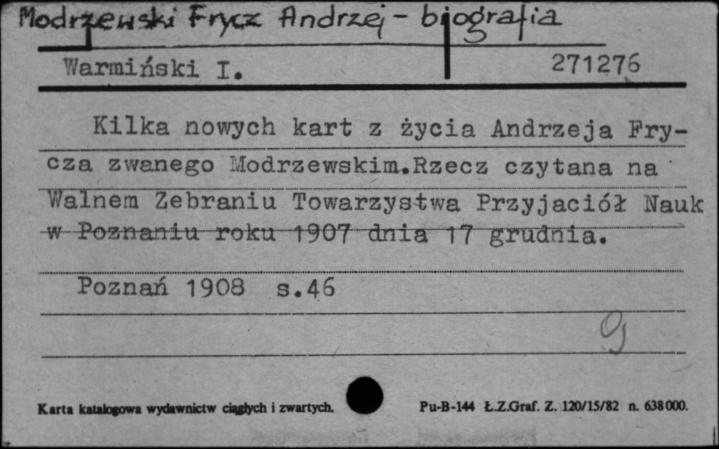 Modrzewski Frycz Andrzej - biografia
Warmiński I. 271276
Kilka nowych kart z życia Andrzeja Fry-
cza zwanego Modrzewskim.Rzecz czytana na
Walnem Zebraniu Towarzystwa Przyjaciół Nauk
w Poznaniu roku 1907 dnia 17 grudnia.
Poznań 1908 s.46
Karta katalogowa wydawnictw ciągłych i zwartych. Pu-B-144 Ł.Z.Graf. Z. 120/15/82 n. 638000.